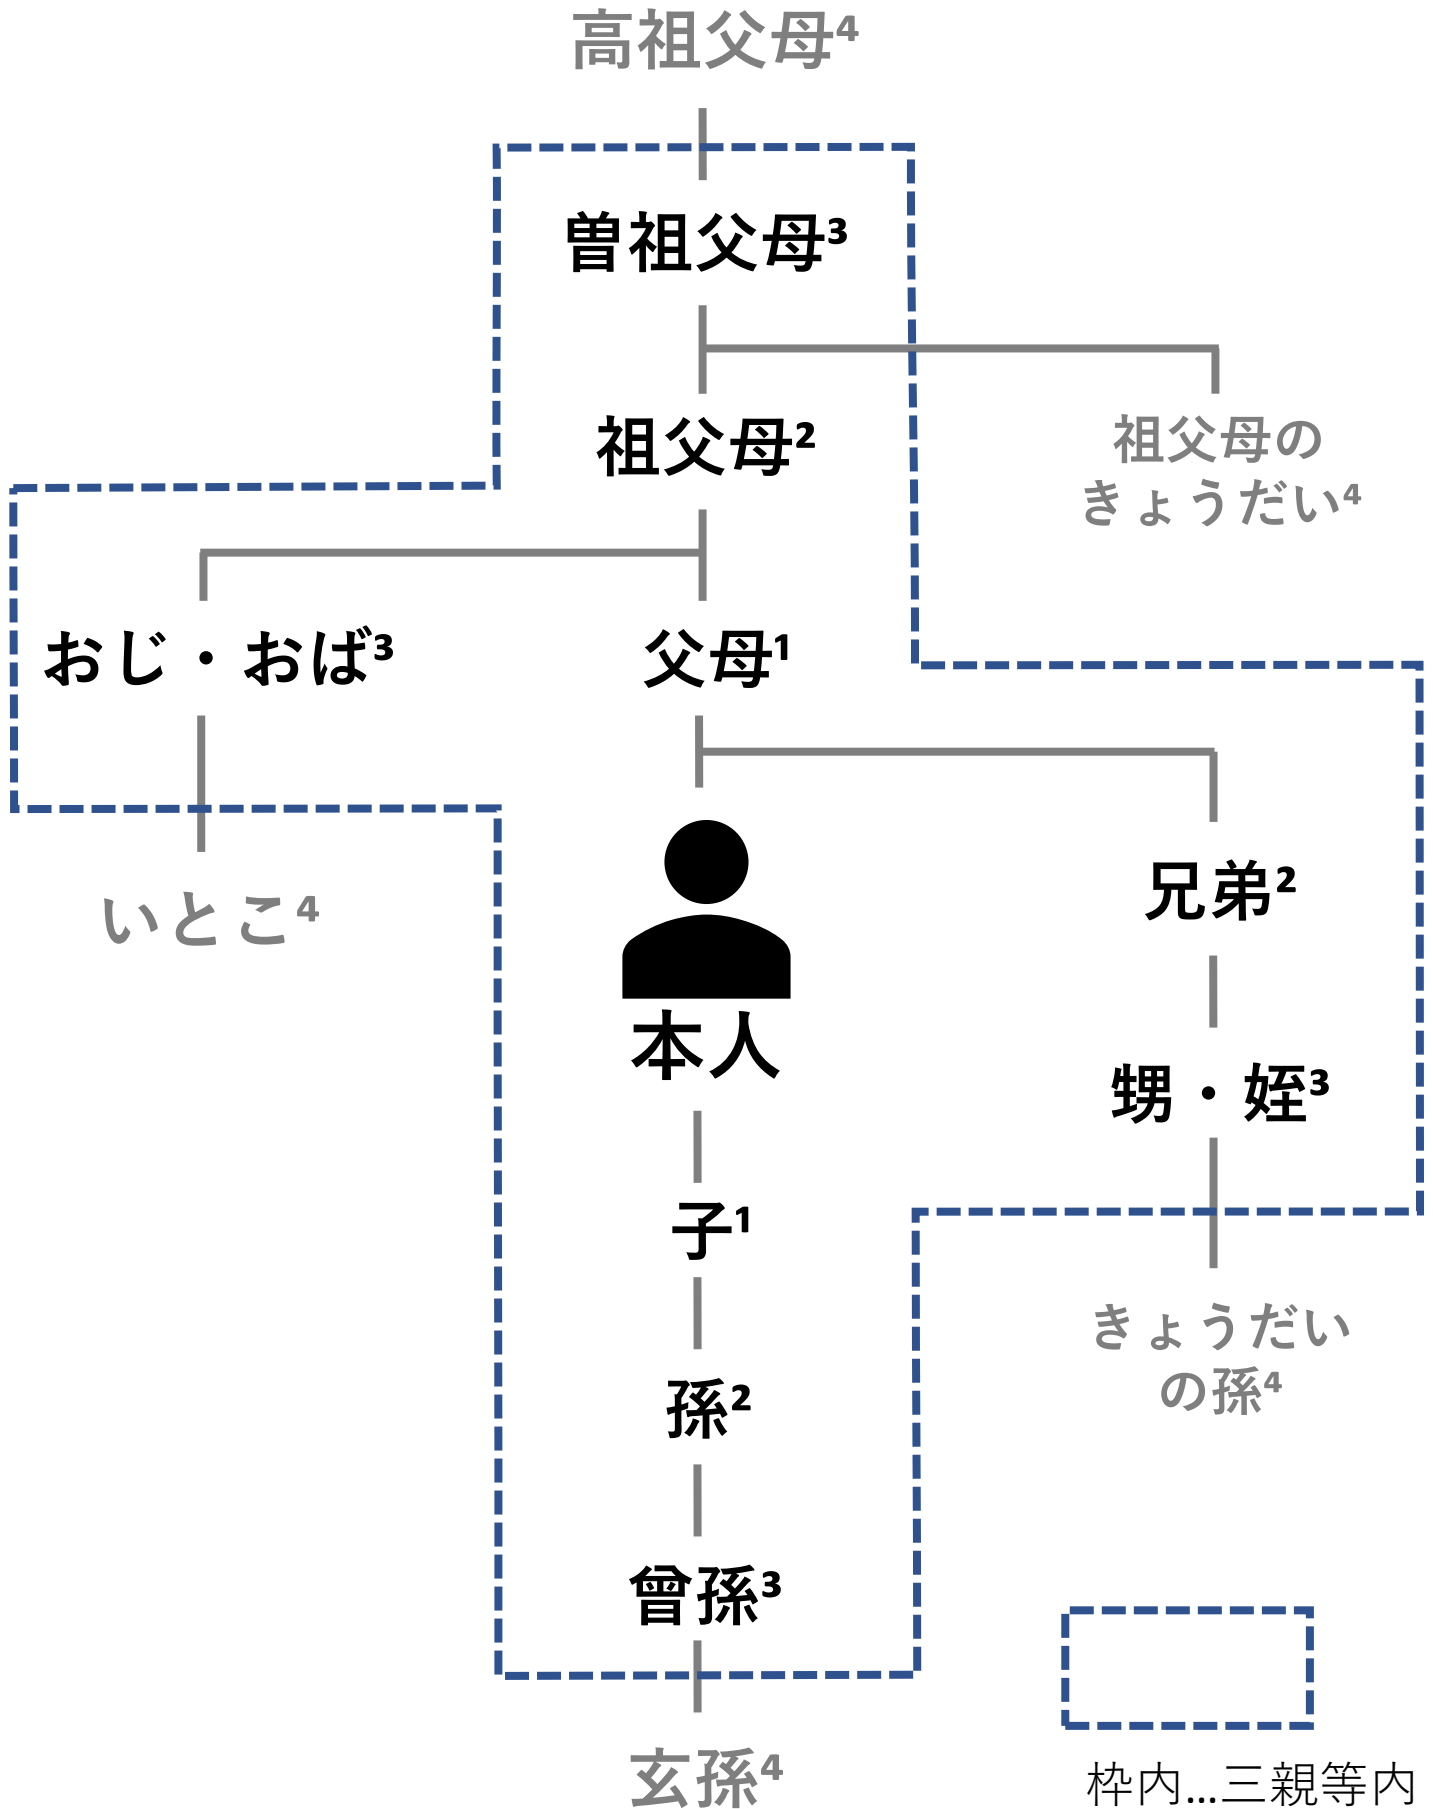 高祖父母⁴
曽祖父母³
祖父母²
祖父母の
きょうだい⁴
おじ・おば³
父母¹
いとこ⁴
兄弟²
本人
甥・姪³
子¹
きょうだい
の孫⁴
孫²
曾孫³
玄孫⁴
枠内…三親等内